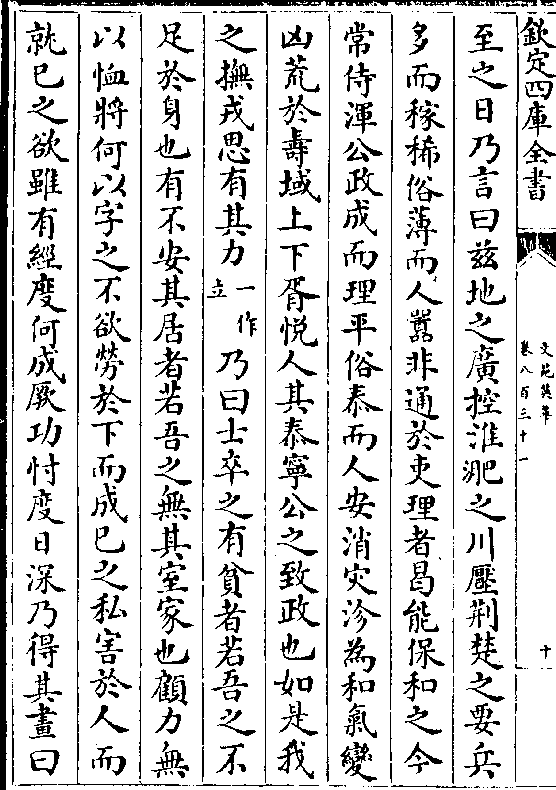 欽定四庫全書
文苑英華
卷八百三十一
十
至之日乃言曰兹地之廣控淮淝之川壓荆楚之要兵
多而稼稀俗薄而人嚚非通於吏理者曷能保和之今
常侍渾公政成而理平俗泰而人安消灾沴為和氣變
凶荒於壽域上下胥悦人其泰寧公之致政也如是我
之撫戎思有其力一作立乃曰士卒之有貧者若吾之不
足於身也有不安其居者若吾之無其室家也顧力無
以恤將何以字之不欲勞於下而成已之私害於人而
就已之欲雖有經度何成厥功忖度日深乃得其畫曰